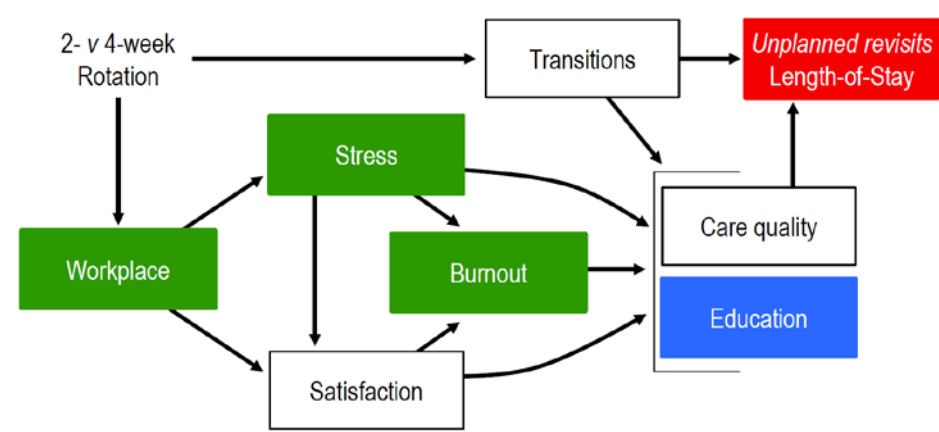 2- v 4-week
Rotation
Transitions
Unplanned revisits
Length-of-Stay
Stress
Care quality
Workplace
Burnout
Education
Satisfaction